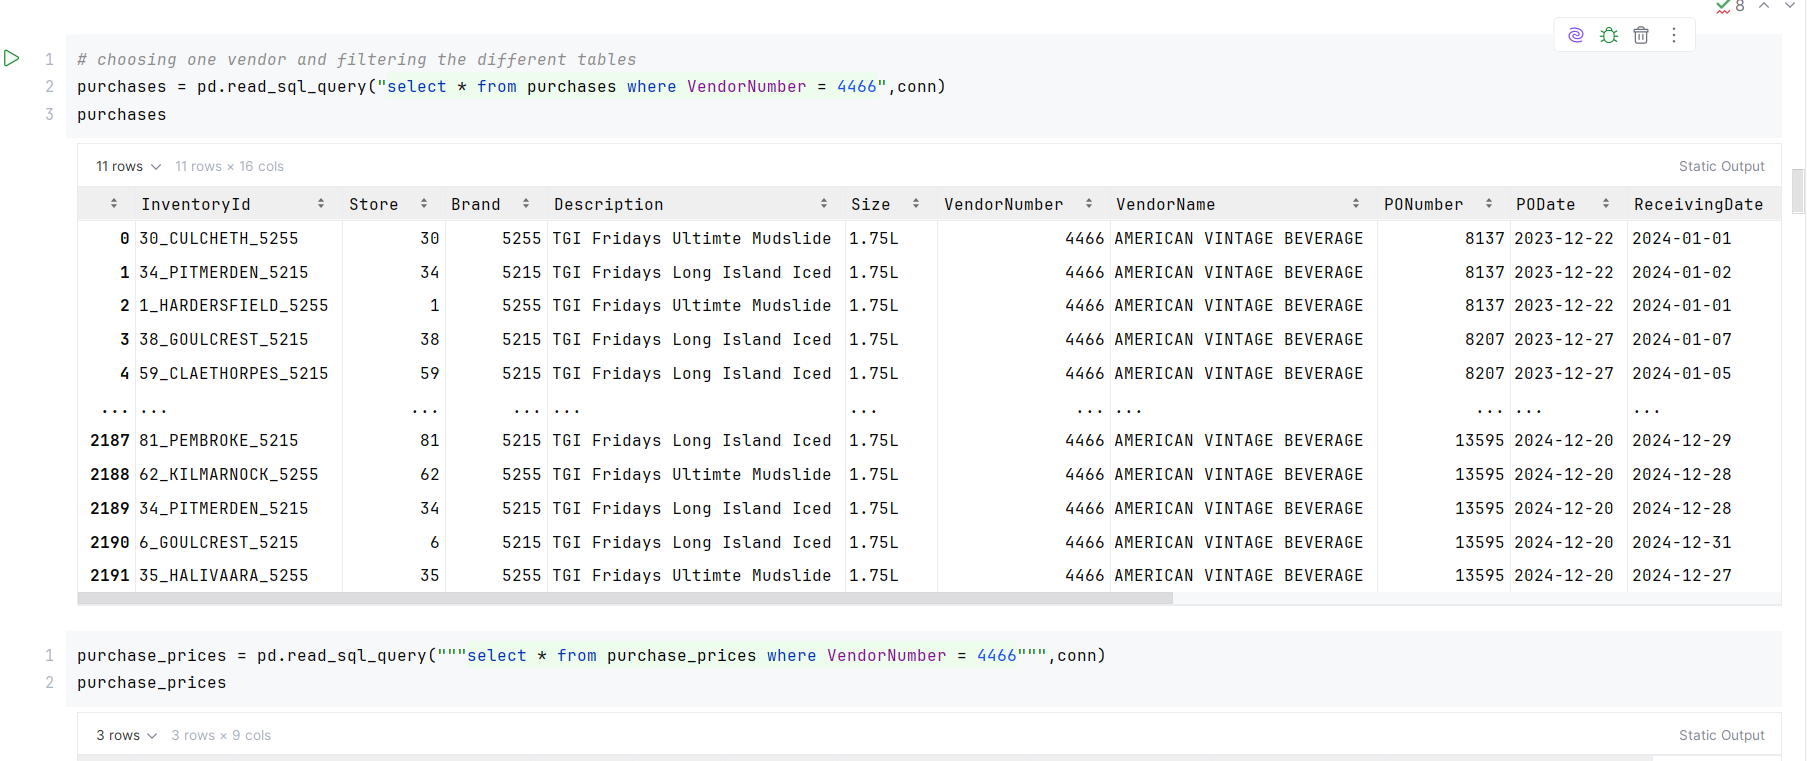 8
1 # choosing one vendor and filtering the different tables
2 purchases = pd.read_sql_query("select * from purchases where VendorNumber = 4466",conn)
3 purchases
11 rows 11 rows × 16 cols Static Output
InventoryId Store Brand Description Size VendorNumber VendorName PONumber PODate ReceivingDate
0 30_CULCHETH_5255 30 5255 TGI Fridays Ultimte Mudslide 1.75L 4466 AMERICAN VINTAGE BEVERAGE 8137 2023-12-22 2024-01-01
1 34_PITMERDEN_5215 34 5215 TGI Fridays Long Island Iced 1.75L 4466 AMERICAN VINTAGE BEVERAGE 8137 2023-12-22 2024-01-02
2 1_HARDERSFIELD_5255 1 5255 TGI Fridays Ultimte Mudslide 1.75L 4466 AMERICAN VINTAGE BEVERAGE 8137 2023-12-22 2024-01-01
3 38_GOULCREST_5215 38 5215 TGI Fridays Long Island Iced 1.75L 4466 AMERICAN VINTAGE BEVERAGE 8207 2023-12-27 2024-01-07
4 59_CLAETHORPES_5215 59 5215 TGI Fridays Long Island Iced 1.75L 4466 AMERICAN VINTAGE BEVERAGE 8207 2023-12-27 2024-01-05
... ... ... ... ... ... ... ... ... ... ...
2187 81_PEMBROKE_5215 81 5215 TGI Fridays Long Island Iced 1.75L 4466 AMERICAN VINTAGE BEVERAGE 13595 2024-12-20 2024-12-29
2188 62_KILMARNOCK_5255 62 5255 TGI Fridays Ultimte Mudslide 1.75L 4466 AMERICAN VINTAGE BEVERAGE 13595 2024-12-20 2024-12-28
2189 34_PITMERDEN_5215 34 5215 TGI Fridays Long Island Iced 1.75L 4466 AMERICAN VINTAGE BEVERAGE 13595 2024-12-20 2024-12-28
2190 6_GOULCREST_5215 6 5215 TGI Fridays Long Island Iced 1.75L 4466 AMERICAN VINTAGE BEVERAGE 13595 2024-12-20 2024-12-31
2191 35_HALIVAARA_5255 35 5255 TGI Fridays Ultimte Mudslide 1.75L 4466 AMERICAN VINTAGE BEVERAGE 13595 2024-12-20 2024-12-27
1 purchase_prices = pd.read_sql_query("""select * from purchase_prices where VendorNumber = 4466""",conn)
2 purchase_prices
3 rows 3 rows × 9 cols Static Output